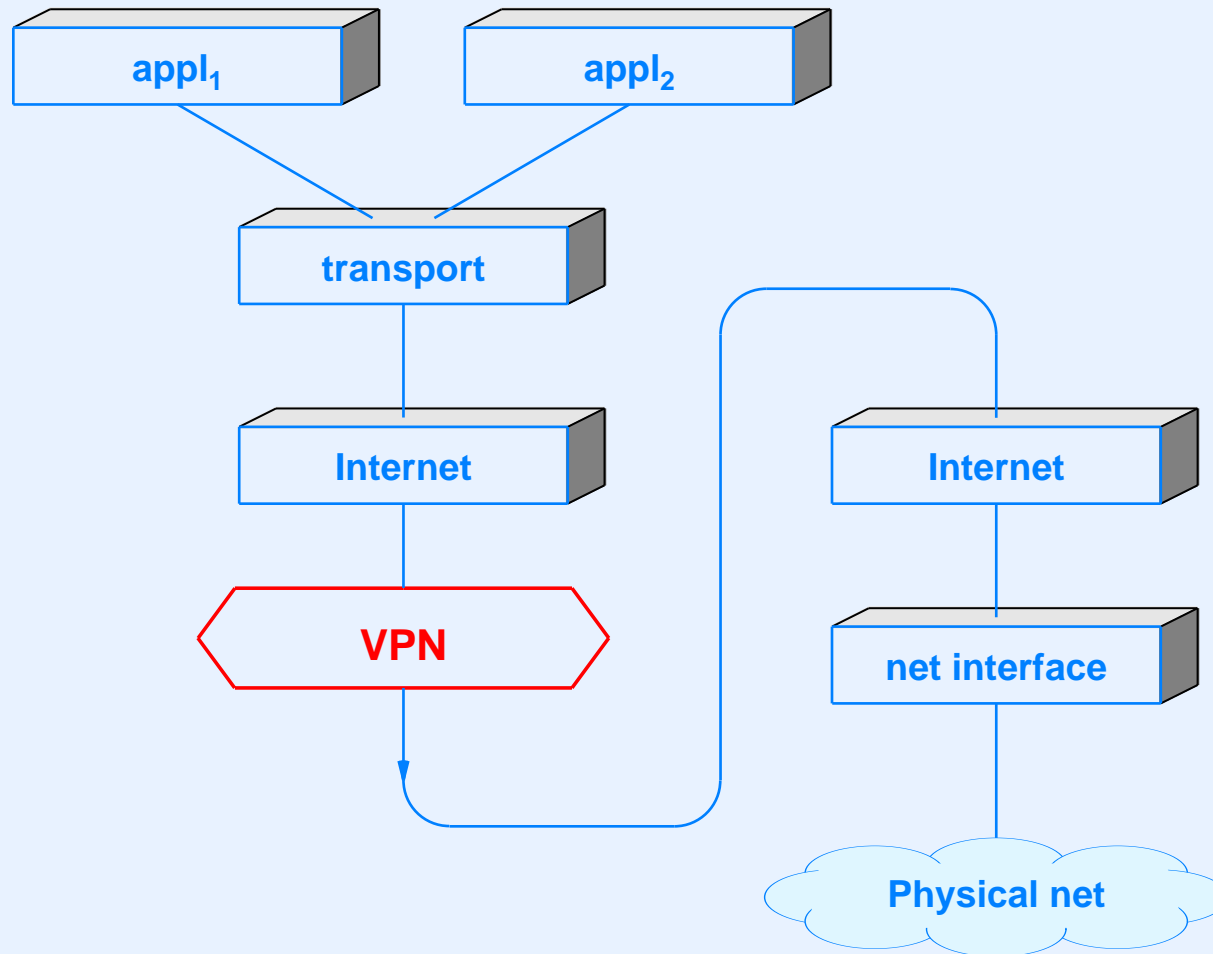 appl₁
appl₂
transport
Internet
VPN
Internet
net interface
Physical net